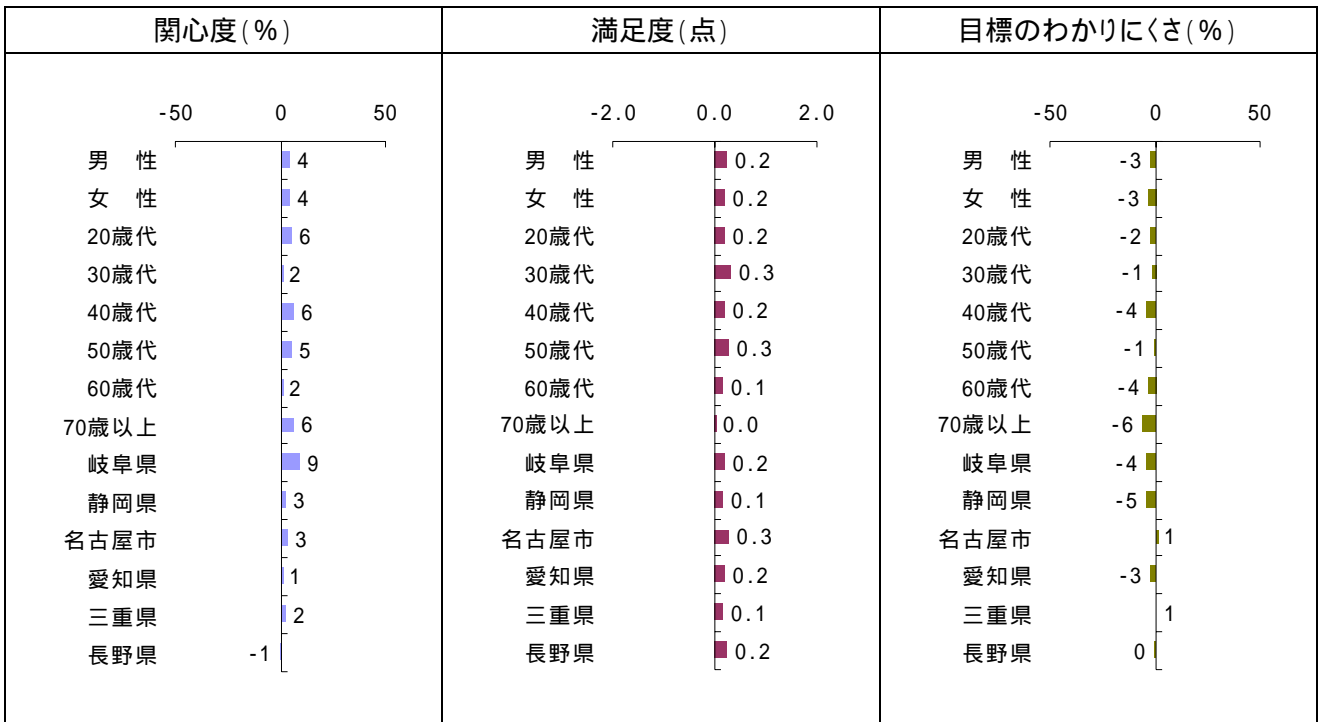 関心度(%)
満足度(点)
目標のわかりにくさ(%)
-50 0 50
男 性 4
女 性 4
20歳代 6
30歳代 2
40歳代 6
50歳代 5
60歳代 2
70歳以上 6
岐阜県 9
静岡県 3
名古屋市 3
愛知県 1
三重県 2
長野県 -1
-2.0 0.0 2.0
男 性 0.2
女 性 0.2
20歳代 0.2
30歳代 0.3
40歳代 0.2
50歳代 0.3
60歳代 0.1
70歳以上 0.0
岐阜県 0.2
静岡県 0.1
名古屋市 0.3
愛知県 0.2
三重県 0.1
長野県 0.2
-50 0 50
男 性 -3
女 性 -3
20歳代 -2
30歳代 -1
40歳代 -4
50歳代 -1
60歳代 -4
70歳以上 -6
岐阜県 -4
静岡県 -5
名古屋市 1
愛知県 -3
三重県 1
長野県 0